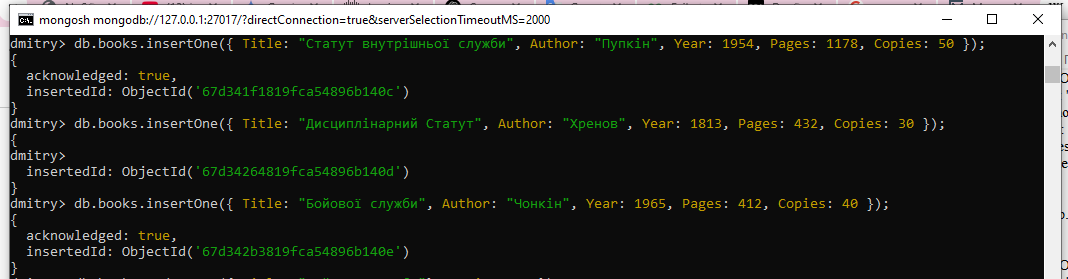 mongosh mongodb://127.0.0.1:27017/?directConnection=true&serverSelectionTimeoutMS=2000
dmitry> db.books.insertOne({ Title: "Статут внутрішньої служби", Author: "Пупкін", Year: 1954, Pages: 1178, Copies: 50 });
{
acknowledged: true,
insertedId: ObjectId('67d341f1819fca54896b140c')
}
dmitry> db.books.insertOne({ Title: "Дисциплінарний Статут", Author: "Хренов", Year: 1813, Pages: 432, Copies: 30 });
{
dmitry>
insertedId: ObjectId('67d34264819fca54896b140d')
}
dmitry> db.books.insertOne({ Title: "Бойової служби", Author: "Чонкін", Year: 1965, Pages: 412, Copies: 40 });
{
acknowledged: true,
insertedId: ObjectId('67d342b3819fca54896b140e')
}